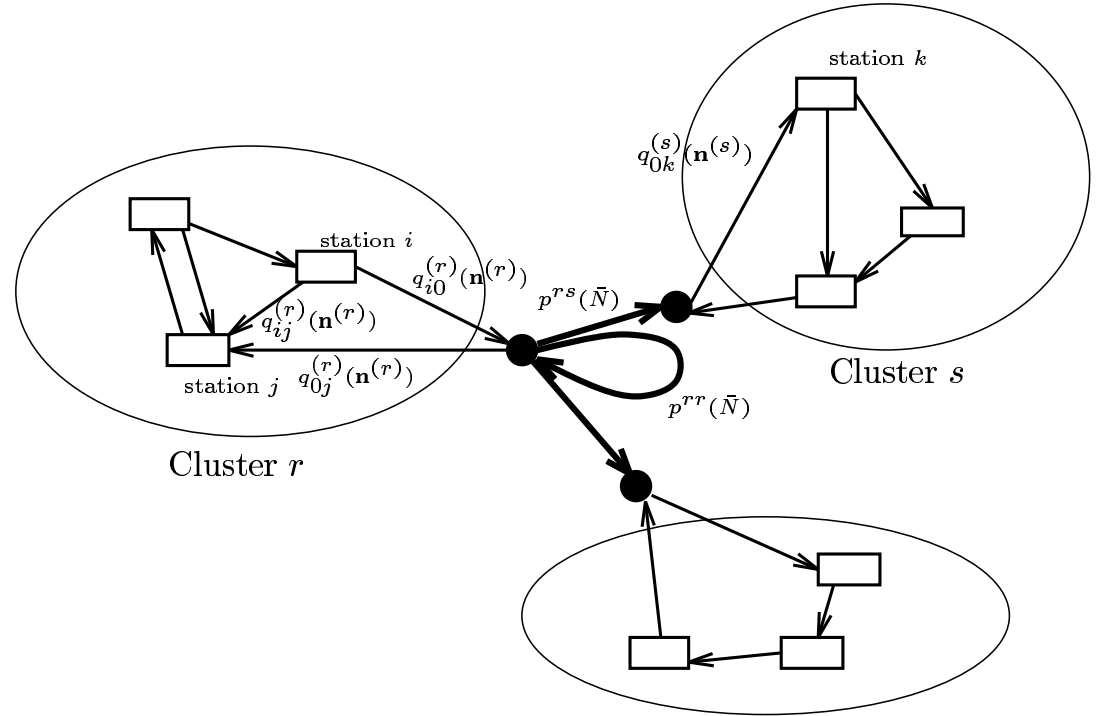 station k
q_{0k}^{(s)}(n^{(s)})
station i
q_{i0}^{(r)}(n^{(r)})
p^{rs}(N̄)
q_{ij}^{(r)}(n^{(r)})
q_{0j}^{(r)}(n^{(r)})
station j
Cluster s
p^{rr}(N̄)
Cluster r